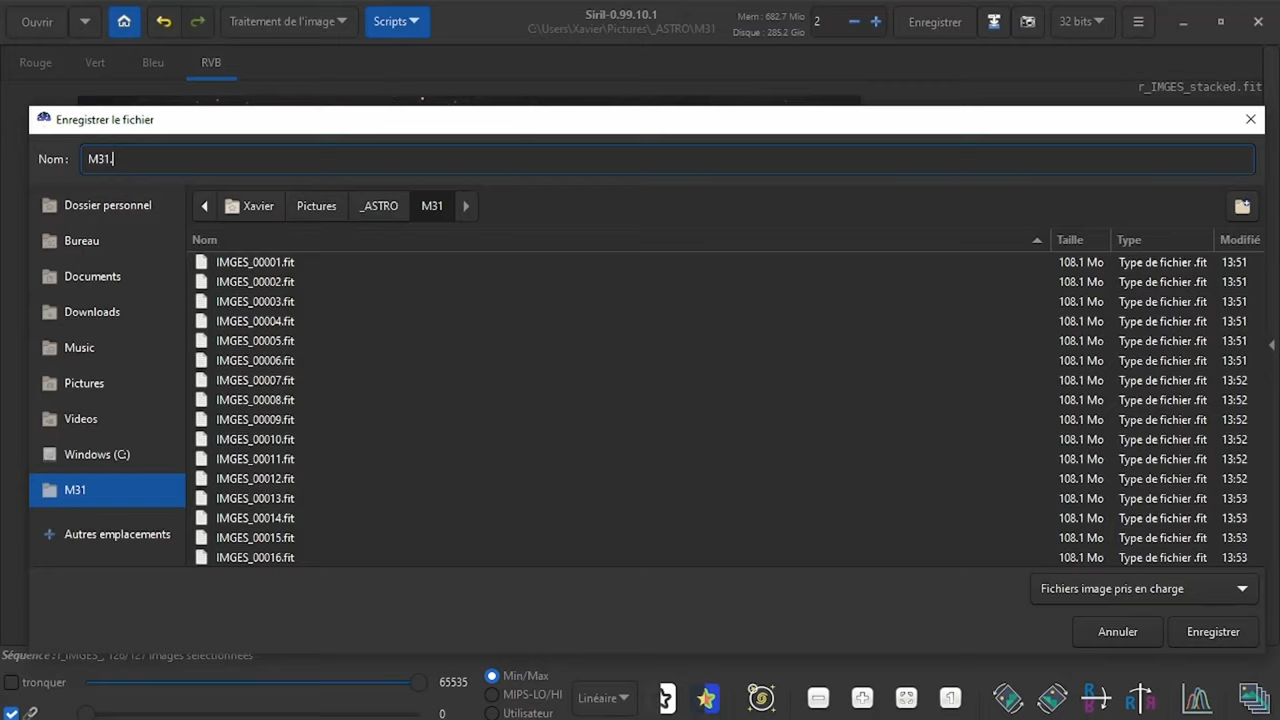 Ouvrir
Traitement de l'image
Scripts
Siril-0.99.10.1
C:\Users\Xavier\Pictures\_ASTRO\M31
Mem : 682.7 Mio
Disque : 285.2 Gio
2
Enregistrer
32 bits
Rouge
Vert
Bleu
RVB
r_IMGES_stacked.fit
Enregistrer le fichier
Nom :
M31.
Dossier personnel
Bureau
Documents
Downloads
Music
Pictures
Videos
Windows (C:)
M31
Autres emplacements
Xavier
Pictures
_ASTRO
M31
Nom Taille Type Modifié
IMGES_00001.fit 108.1 Mo Type de fichier .fit 13:51
IMGES_00002.fit 108.1 Mo Type de fichier .fit 13:51
IMGES_00003.fit 108.1 Mo Type de fichier .fit 13:51
IMGES_00004.fit 108.1 Mo Type de fichier .fit 13:51
IMGES_00005.fit 108.1 Mo Type de fichier .fit 13:51
IMGES_00006.fit 108.1 Mo Type de fichier .fit 13:51
IMGES_00007.fit 108.1 Mo Type de fichier .fit 13:52
IMGES_00008.fit 108.1 Mo Type de fichier .fit 13:52
IMGES_00009.fit 108.1 Mo Type de fichier .fit 13:52
IMGES_00010.fit 108.1 Mo Type de fichier .fit 13:52
IMGES_00011.fit 108.1 Mo Type de fichier .fit 13:52
IMGES_00012.fit 108.1 Mo Type de fichier .fit 13:52
IMGES_00013.fit 108.1 Mo Type de fichier .fit 13:53
IMGES_00014.fit 108.1 Mo Type de fichier .fit 13:53
IMGES_00015.fit 108.1 Mo Type de fichier .fit 13:53
IMGES_00016.fit 108.1 Mo Type de fichier .fit 13:53
Fichiers image pris en charge
Annuler
Enregistrer
Séquence : r_IMGES_, 126/127 images sélectionnées
tronquer
65535
0
Min/Max
MIPS-LO/HI
Utilisateur
Linéaire
1
R
R
R
R